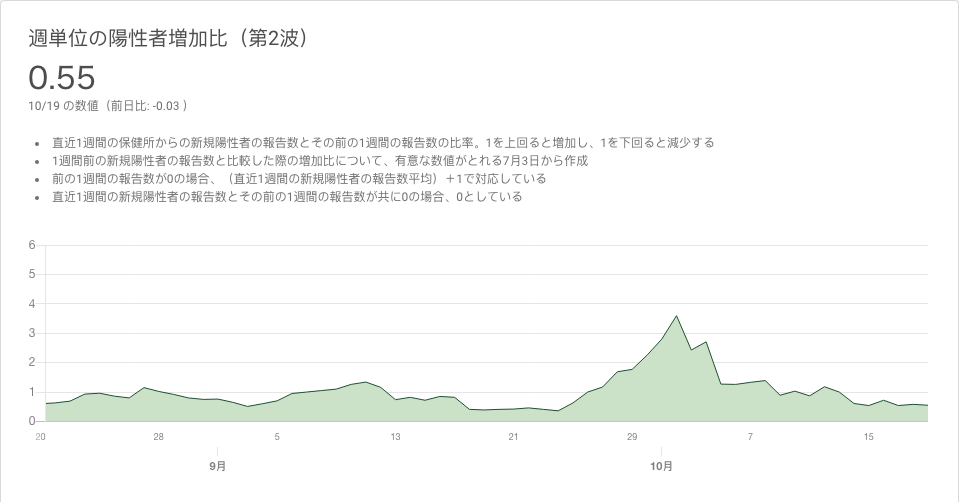 週単位の陽性者増加比（第2波）
0.55
10/19 の数値（前日比: -0.03 ）
• 直近1週間の保健所からの新規陽性者の報告数とその前の1週間の報告数の比率。1を上回ると増加し、1を下回ると減少する
• 1週間前の新規陽性者の報告数と比較した際の増加比について、有意な数値がとれる7月3日から作成
• 前の1週間の報告数が0の場合、（直近1週間の新規陽性者の報告数平均）＋1で対応している
• 直近1週間の新規陽性者の報告数とその前の1週間の報告数が共に0の場合、0としている
6
5
4
3
2
1
0
20 28 5 13 21 29 7 15
9月 10月